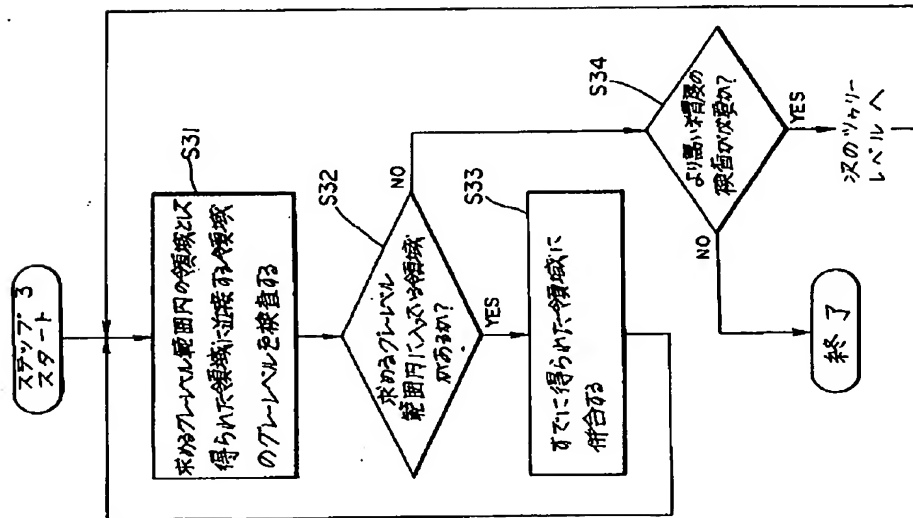 ステップ 3
スタート
S31
求めるグレーレベル範囲内の領域として
得られた領域に近接する領域
のグレーレベルを検査する
S32
求めるグレーレベル
範囲内に入っている領域
があるか?
NO
YES
S33
すでに得られた領域に
併合する
S34
より高い精度の
検査が必要か?
YES
NO
次のツリー
レベルへ
終了